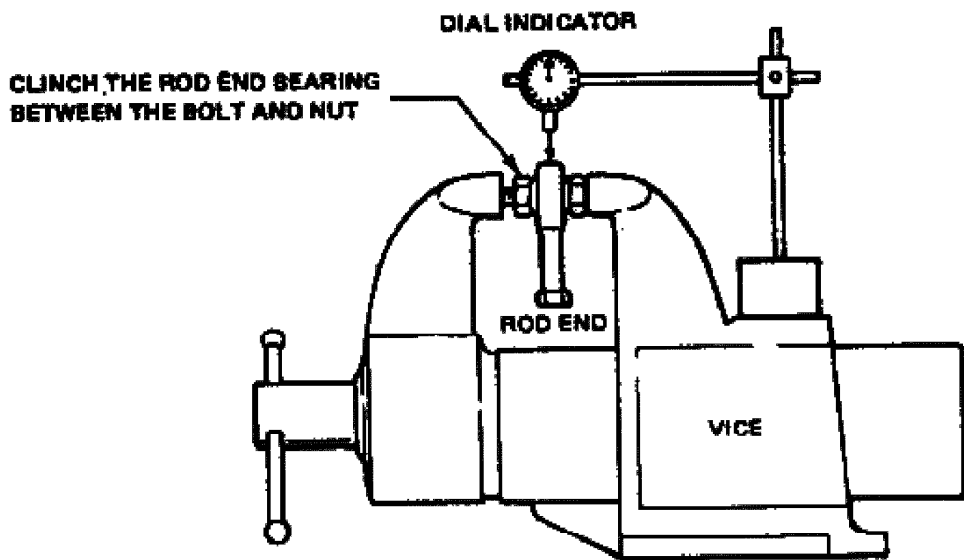 DIAL INDICATOR
CLINCH THE ROD END BEARING
BETWEEN THE BOLT AND NUT
ROD END
VICE